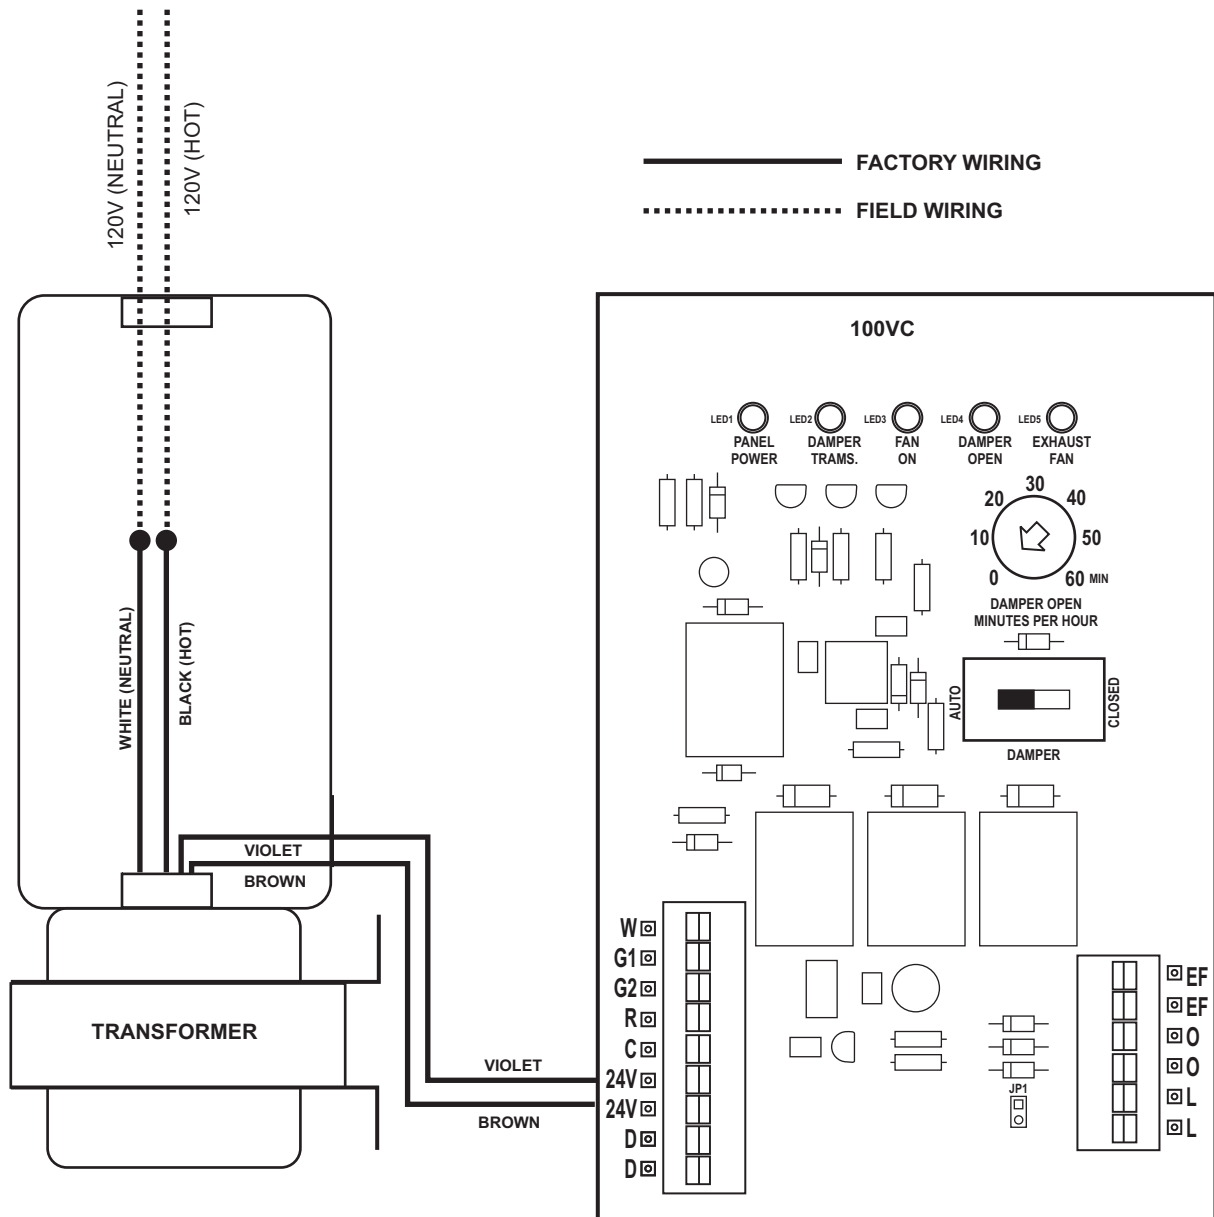 120V (NEUTRAL)
120V (HOT)
FACTORY WIRING
FIELD WIRING
100VC
LED1
LED2
LED3
LED4
LED5
PANEL
POWER
DAMPER
TRAMS.
FAN
ON
DAMPER
OPEN
EXHAUST
FAN
0
10
20
30
40
50
60 MIN
DAMPER OPEN
MINUTES PER HOUR
AUTO
CLOSED
DAMPER
WHITE (NEUTRAL)
BLACK (HOT)
VIOLET
BROWN
TRANSFORMER
VIOLET
BROWN
W
G1
G2
R
C
24V
24V
D
D
JP1
EF
EF
O
O
L
L